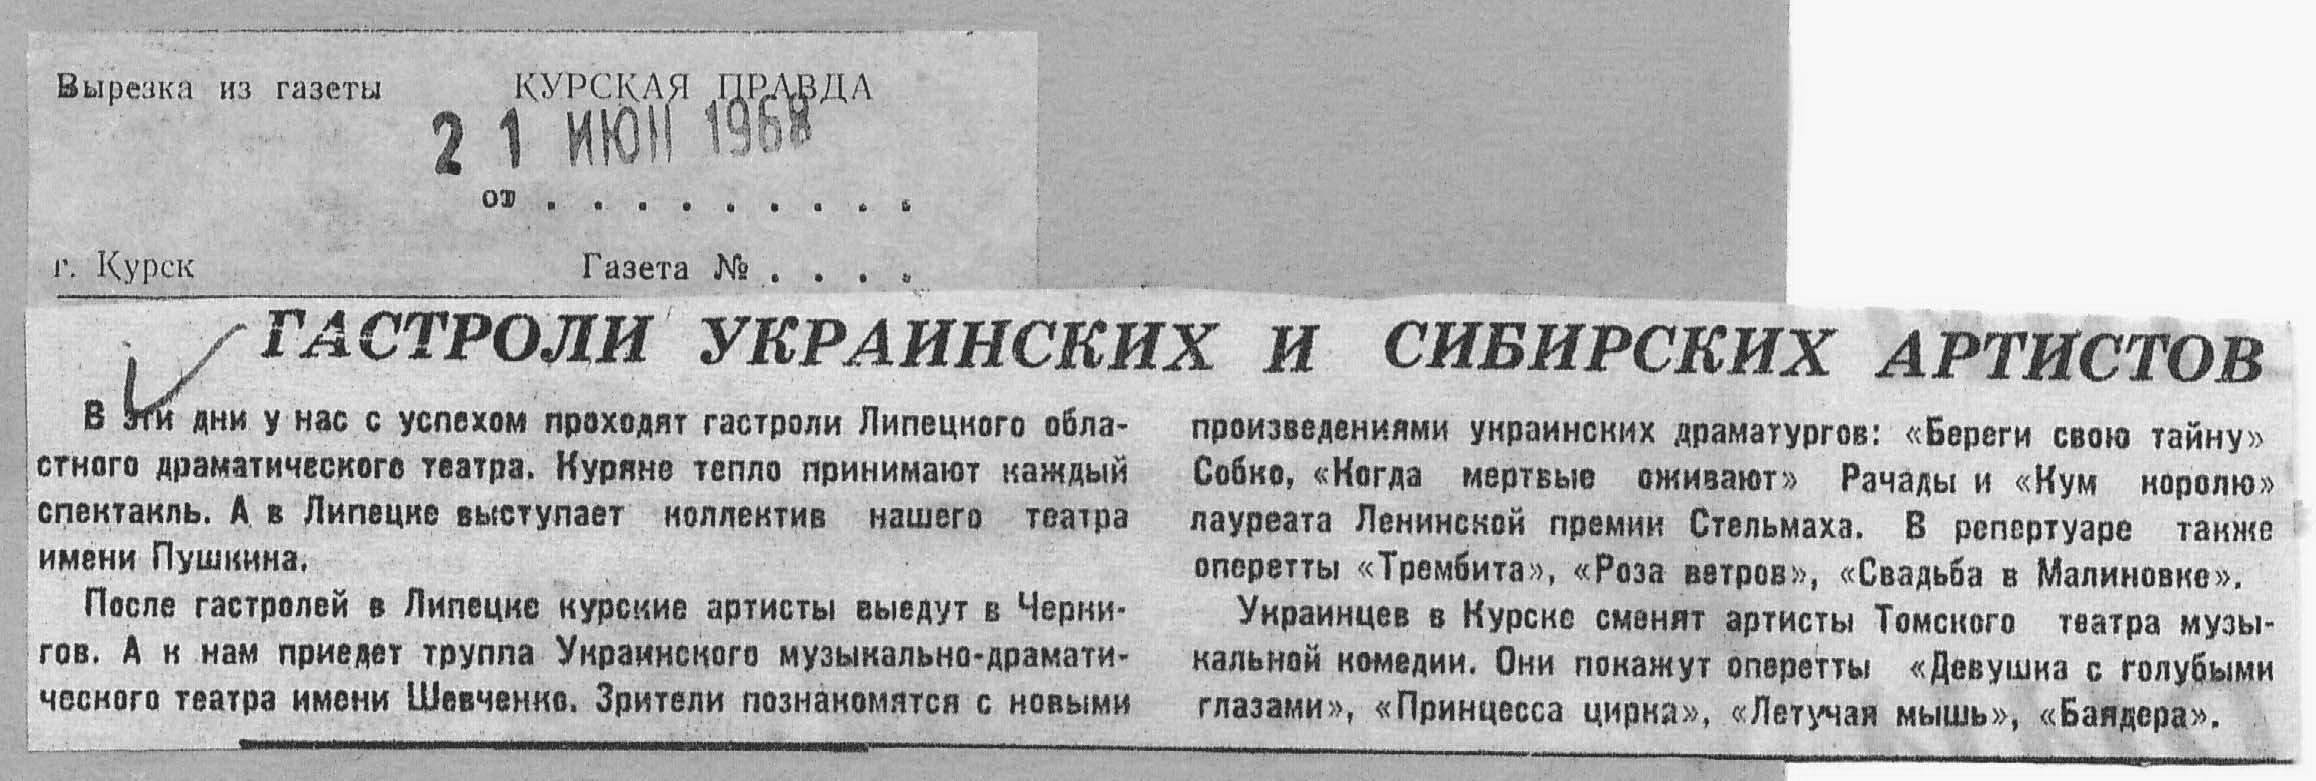 Вырезка из газеты КУРСКАЯ ПРАВДА
21 ИЮН 1968
от . . . . . . . . .
г. Курск Газета № . . . .
ГАСТРОЛИ УКРАИНСКИХ И СИБИРСКИХ АРТИСТОВ
В эти дни у нас с успехом проходят гастроли Липецкого обла-
стного драматического театра. Куряне тепло принимают каждый
спектакль. А в Липецке выступает коллектив нашего театра
имени Пушкина.
После гастролей в Липецке курские артисты выедут в Черни-
гов. А к нам приедет труппа Украинского музыкально-драмати-
ческого театра имени Шевченко. Зрители познакомятся с новыми
произведениями украинских драматургов: «Береги свою тайну»
Собко, «Когда мертвые оживают» Рачады и «Кум королю»
лауреата Ленинской премии Стельмаха. В репертуаре также
оперетты «Трембита», «Роза ветров», «Свадьба в Малиновке».
Украинцев в Курске сменят артисты Томского театра музы-
кальной комедии. Они покажут оперетты «Девушка с голубыми
глазами», «Принцесса цирка», «Летучая мышь», «Баядера».